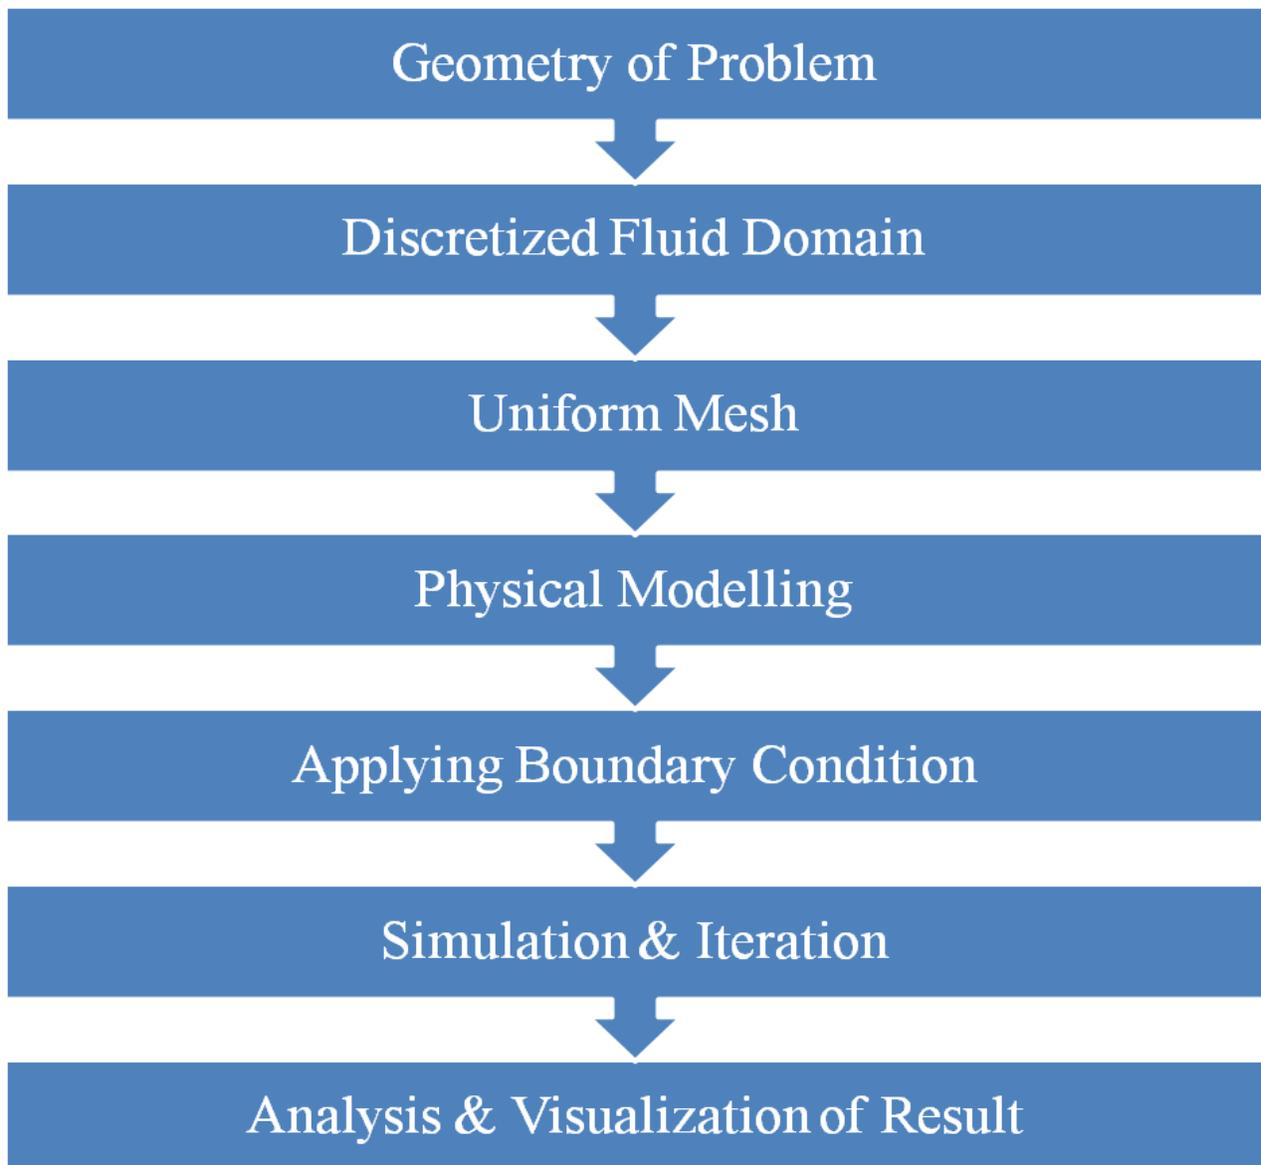 Geometry of Problem
Discretized Fluid Domain
Uniform Mesh
Physical Modelling
Applying Boundary Condition
Simulation & Iteration
Analysis & Visualization of Result